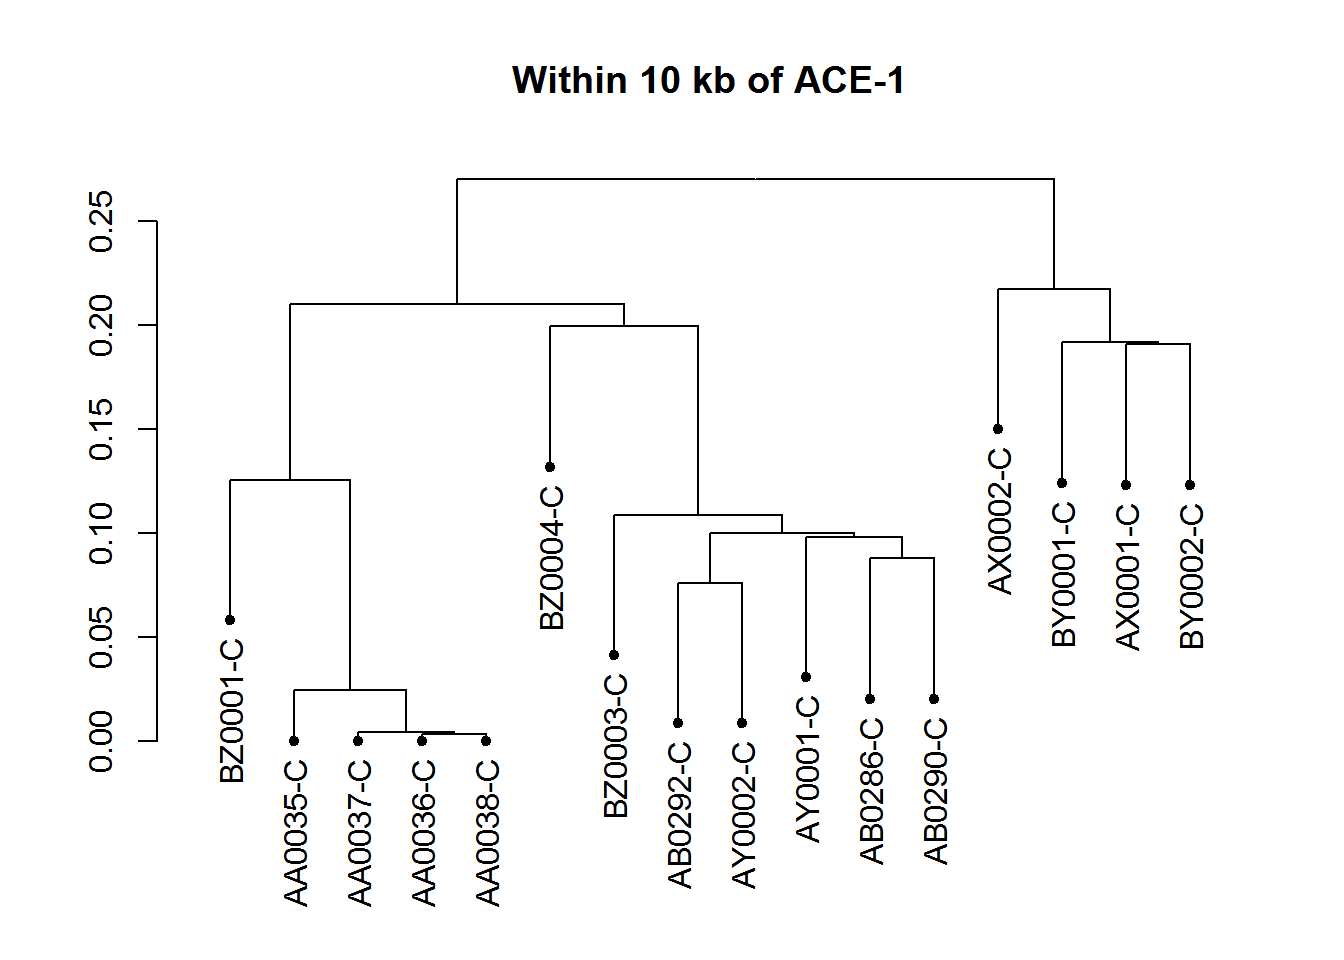 Within 10 kb of ACE-1
0.25
0.20
0.15
0.10
0.05
0.00
BZ0001-C
AA0035-C
AA0037-C
AA0036-C
AA0038-C
BZ0004-C
BZ0003-C
AB0292-C
AY0002-C
AY0001-C
AB0286-C
AB0290-C
AX0002-C
BY0001-C
AX0001-C
BY0002-C